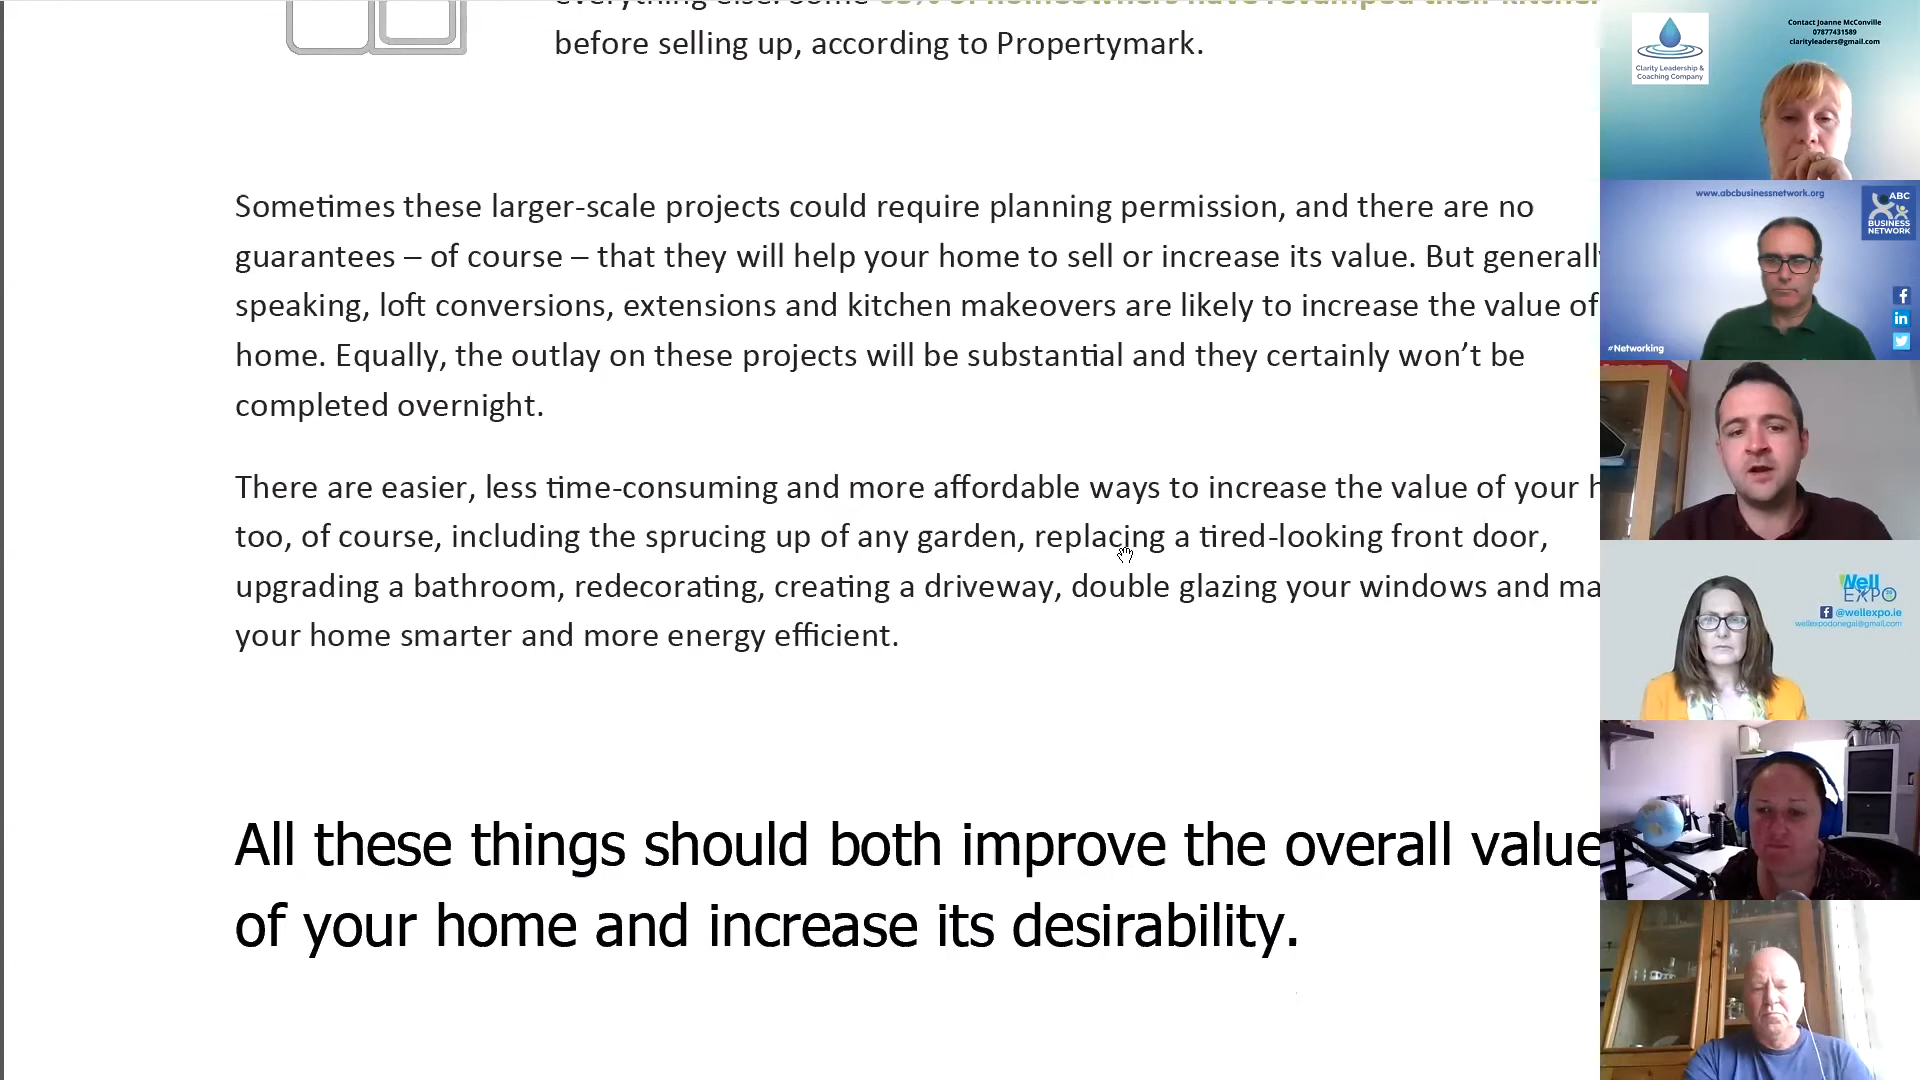 before selling up, according to Propertymark.
Sometimes these larger-scale projects could require planning permission, and there are no
guarantees – of course – that they will help your home to sell or increase its value. But generally
speaking, loft conversions, extensions and kitchen makeovers are likely to increase the value of
home. Equally, the outlay on these projects will be substantial and they certainly won't be
completed overnight.
There are easier, less time-consuming and more affordable ways to increase the value of your h
too, of course, including the sprucing up of any garden, replacing a tired-looking front door,
upgrading a bathroom, redecorating, creating a driveway, double glazing your windows and ma
your home smarter and more energy efficient.
All these things should both improve the overall value
of your home and increase its desirability.
Clarity Leadership &
Coaching Company
Contact Joanne McConville
07877431589
clarityleaders@gmail.com
www.abcbusinessnetwork.org
ABC
BUSINESS
NETWORK
#Networking
Well
EXPO
@wellexpo.ie
wellexpodonegal@gmail.com